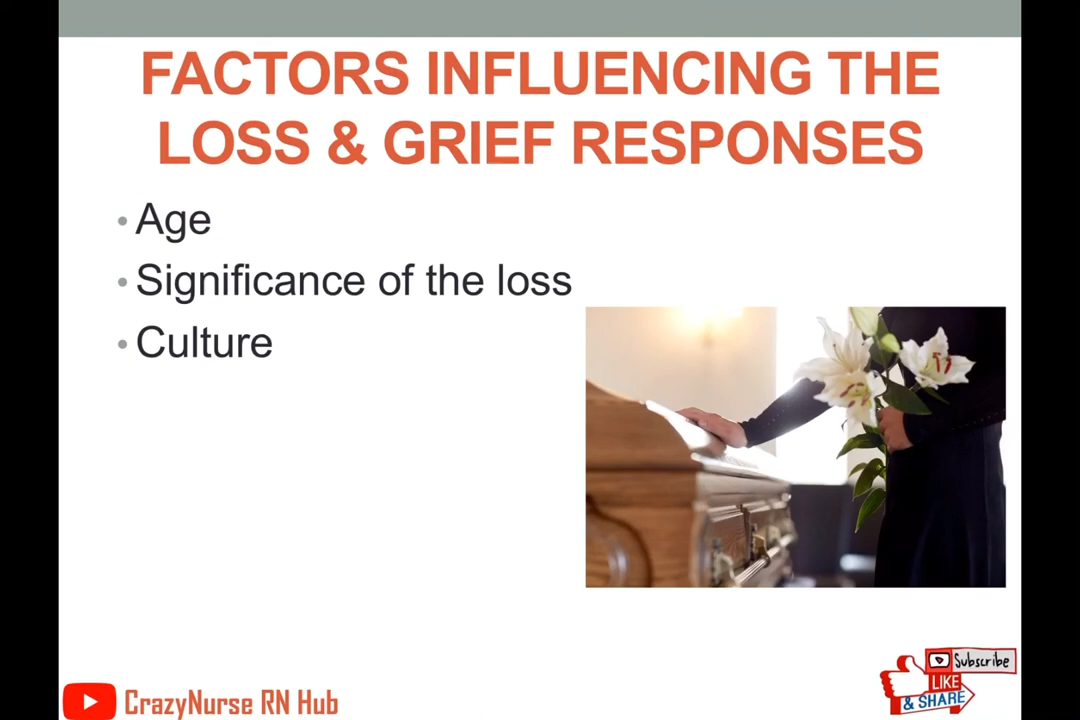 FACTORS INFLUENCING THE
LOSS & GRIEF RESPONSES
• Age
• Significance of the loss
• Culture
CrazyNurse RN Hub
Subscribe
LIKE
& SHARE